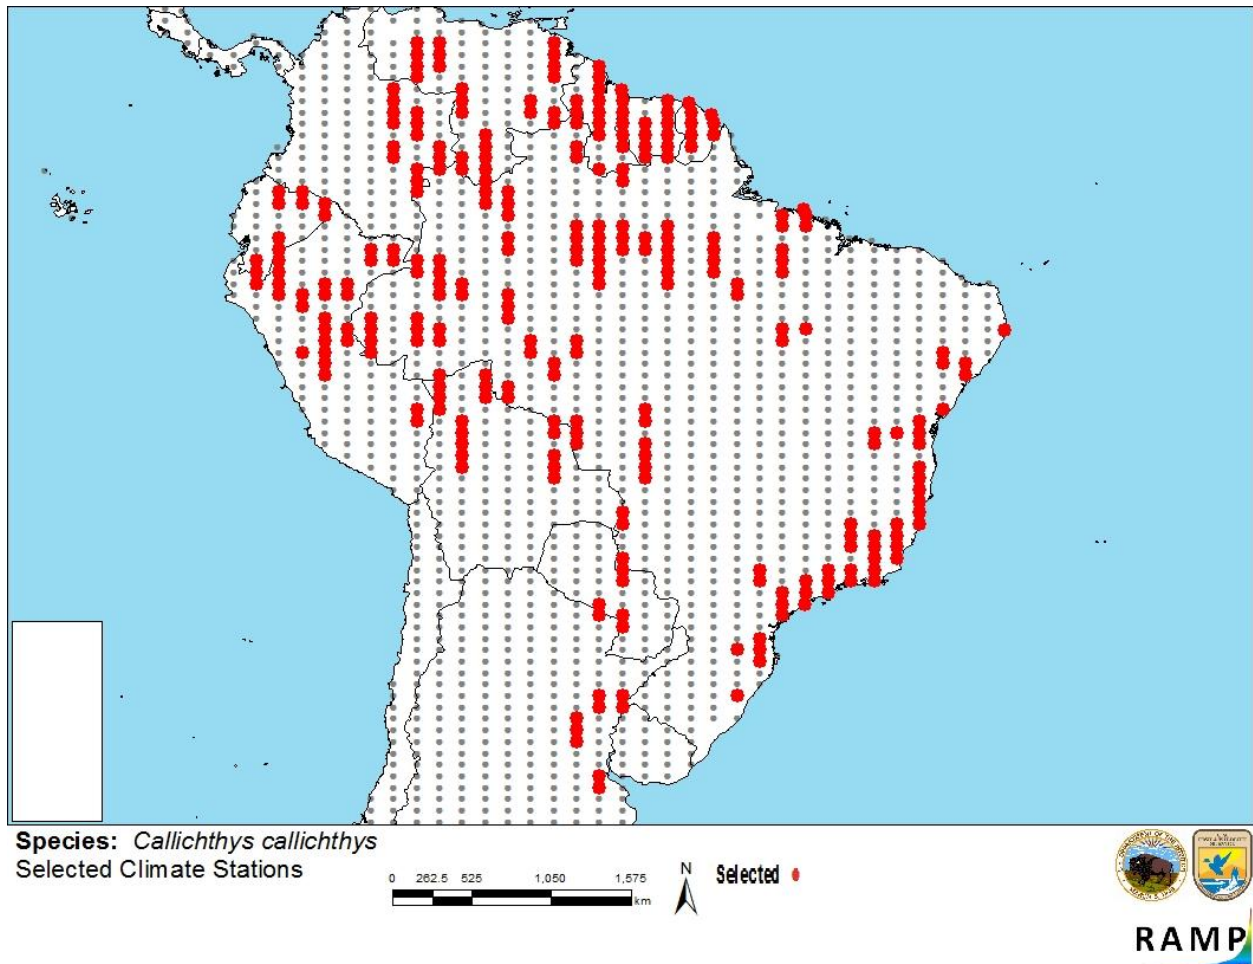 Species: Callichthys callichthys
Selected Climate Stations
0 262.5 525 1,050 1,575
km
N
Selected
RAMP